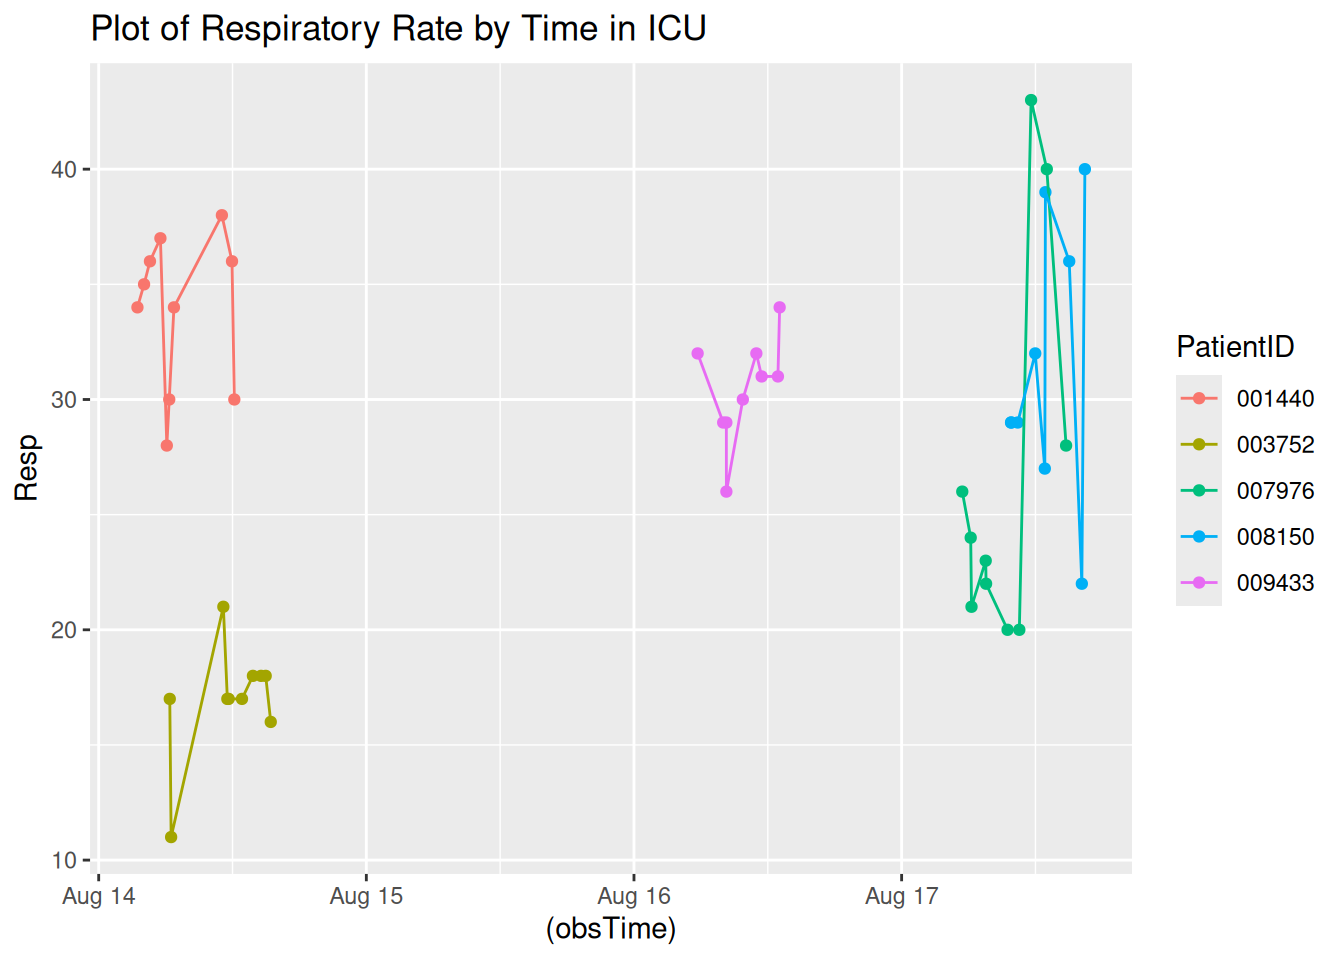 Plot of Respiratory Rate by Time in ICU
Resp
40
30
20
10
Aug 14
Aug 15
Aug 16
Aug 17
(obsTime)
PatientID
001440
003752
007976
008150
009433